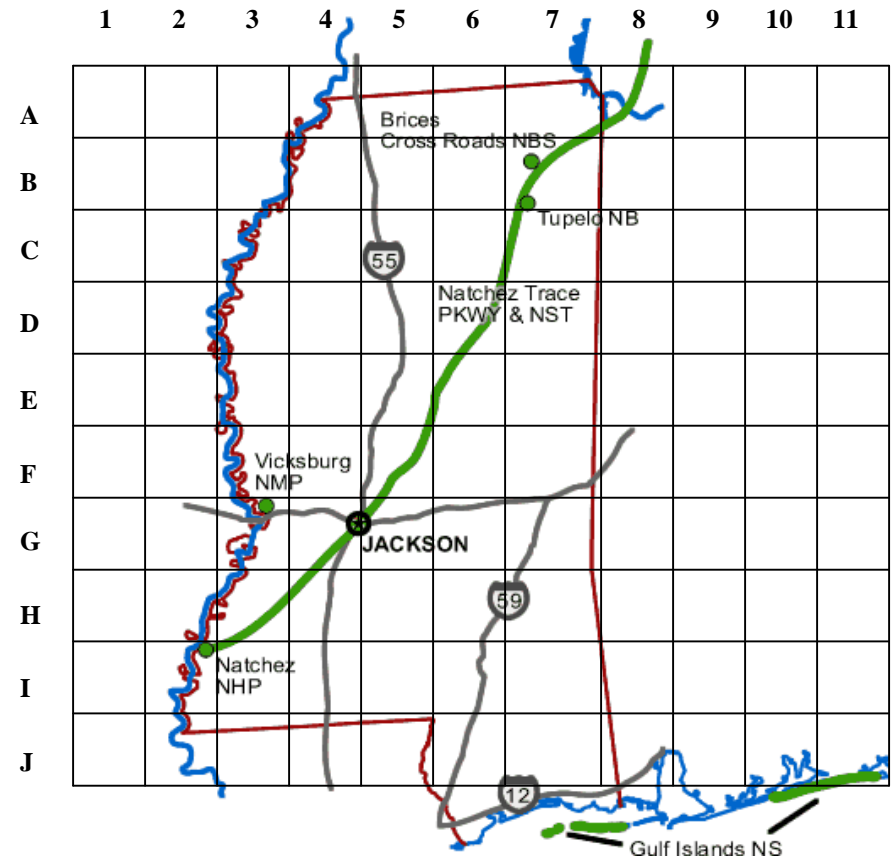 1 2 3 4 5 6 7 8 9 10 11
A
Brices
Cross Roads NBS
B
Tupelo NB
C
55
Natchez Trace
PKWY & NST
D
E
Vicksburg
NMP
F
G
JACKSON
H
59
Natchez
NHP
I
J
12
Gulf Islands NS